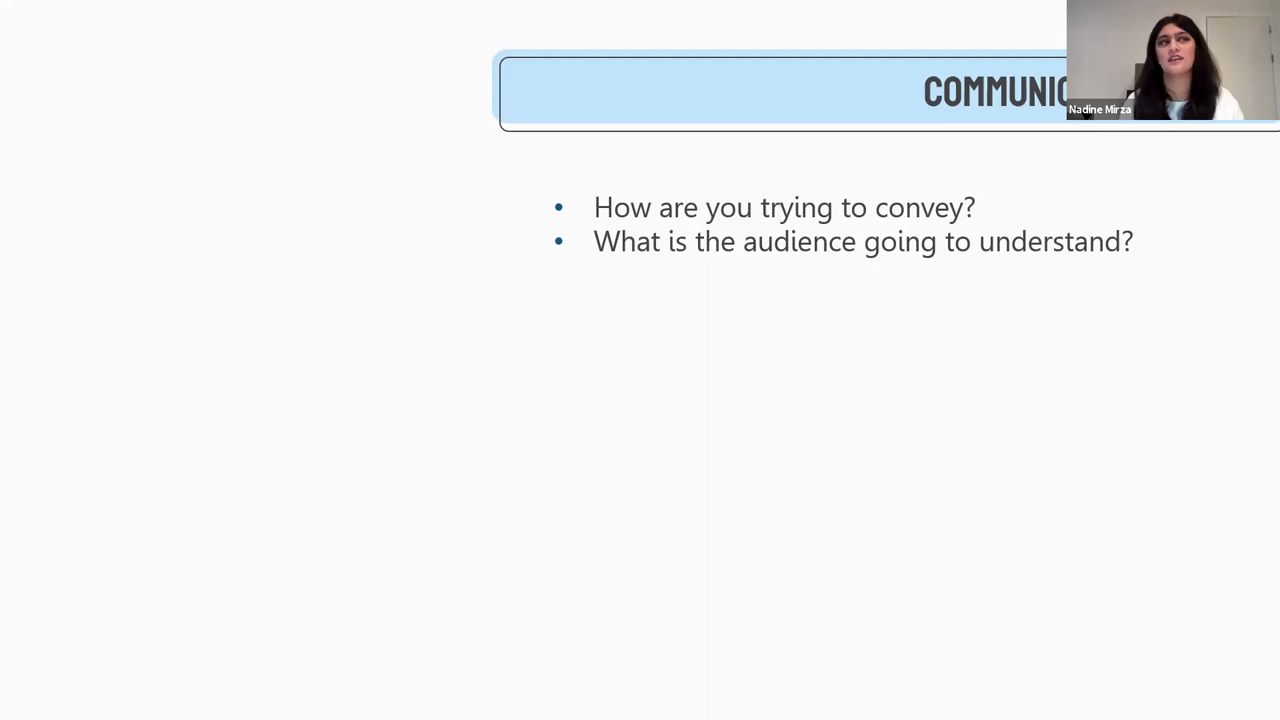 COMMUNIC
Nadine Mirza
• How are you trying to convey?
• What is the audience going to understand?